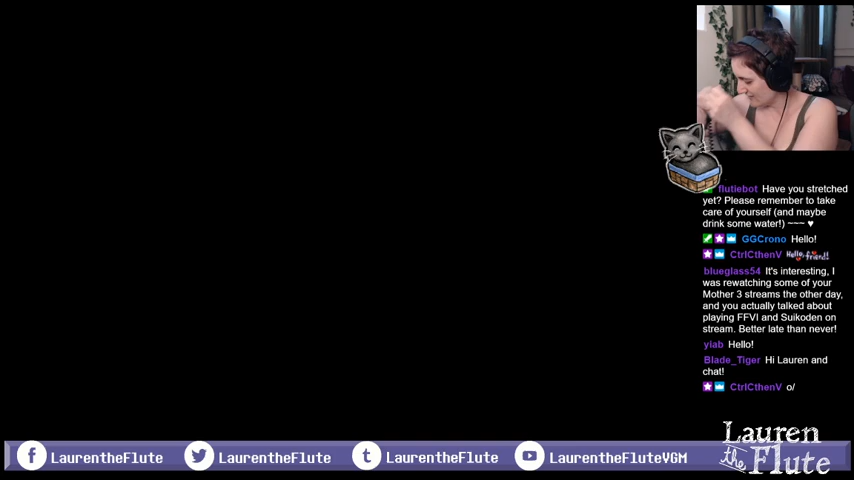 flutiebot Have you stretched
yet? Please remember to take
care of yourself (and maybe
drink some water!) ~~~ ♥
GGCrono Hello!
CtrlCthenV Hello, friend!!
blueglass54 It's interesting, I
was rewatching some of your
Mother 3 streams the other day,
and you actually talked about
playing FFVI and Suikoden on
stream. Better late than never!
yiab Hello!
Blade_Tiger Hi Lauren and
chat!
CtrlCthenV o/
LaurentheFlute LaurentheFlute LaurentheFlute LaurentheFluteVGM
Lauren
the Flute